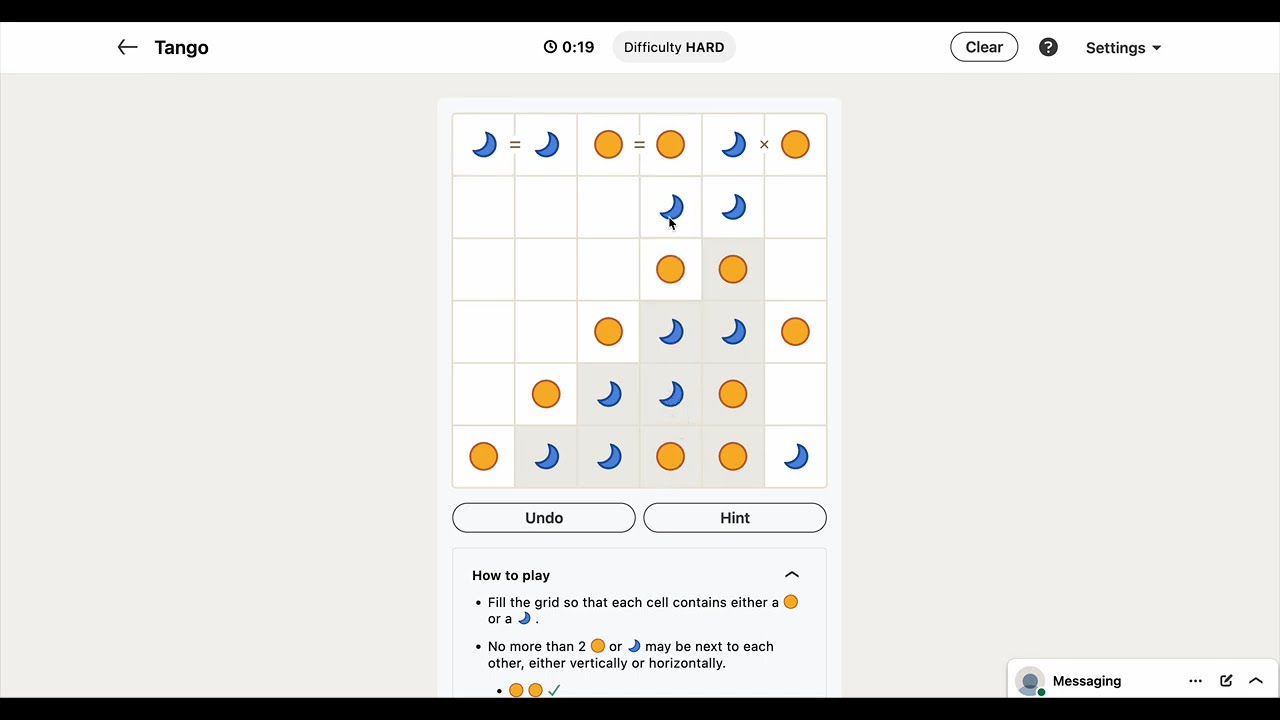 Tango
0:19
Difficulty HARD
Clear
?
Settings
= = ×
Undo
Hint
How to play
• Fill the grid so that each cell contains either a
or a .
• No more than 2 or may be next to each
other, either vertically or horizontally.
• ✓
Messaging